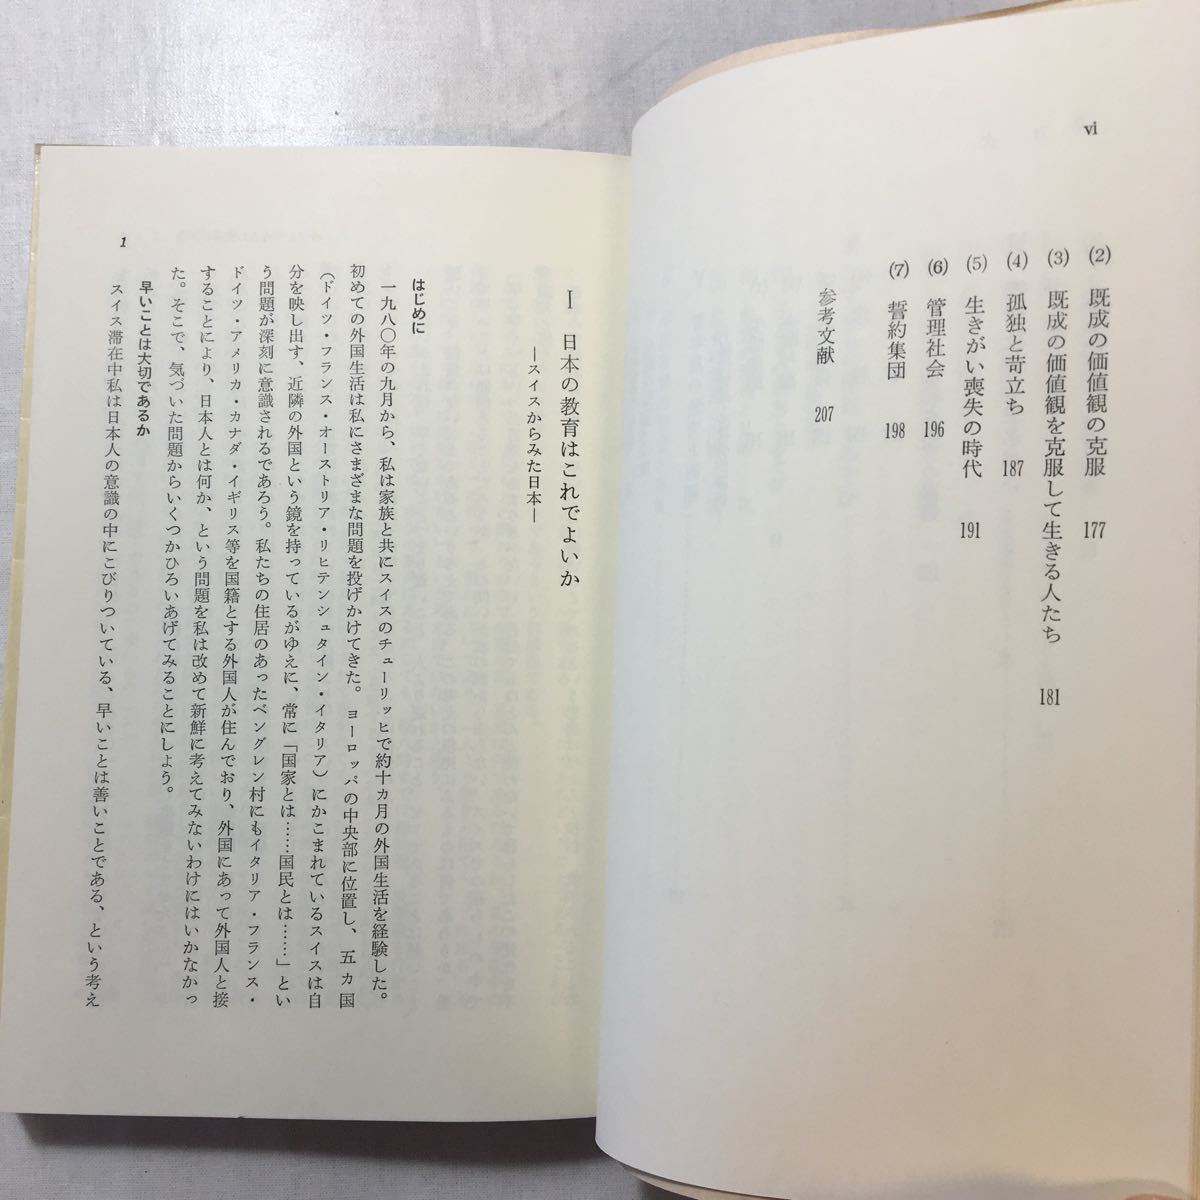 vi
(2) 既成の価値観の克服 177
(3) 既成の価値観を克服して生きる人たち 181
(4) 孤独と苛立ち 187
(5) 生きがい喪失の時代 191
(6) 管理社会 196
(7) 誓約集団 198
参考文献 207
I 日本の教育はこれでよいか
―スイスからみた日本―
はじめに
一九八〇年の九月から、私は家族と共にスイスのチューリッヒで約十カ月の外国生活を経験した。
初めての外国生活は私にさまざまな問題を投げかけてきた。ヨーロッパの中央部に位置し、五カ国
（ドイツ・フランス・オーストリア・リヒテンシュタイン・イタリア）にかこまれているスイスは自
分を映し出す、近隣の外国という鏡を持っているがゆえに、常に「国家とは……国民とは……」とい
う問題が深刻に意識されるであろう。私たちの住居のあったベングレン村にもイタリア・フランス・
ドイツ・アメリカ・カナダ・イギリス等を国籍とする外国人が住んでおり、外国にあって外国人と接
することにより、日本人とは何か、という問題を私は改めて新鮮に考えてみないわけにはいかなかっ
た。そこで、気づいた問題からいくつかひろいあげてみることにしよう。
早いことは大切であるか
スイス滞在中私は日本人の意識の中にこびりついている、早いことは善いことである、という考え
1